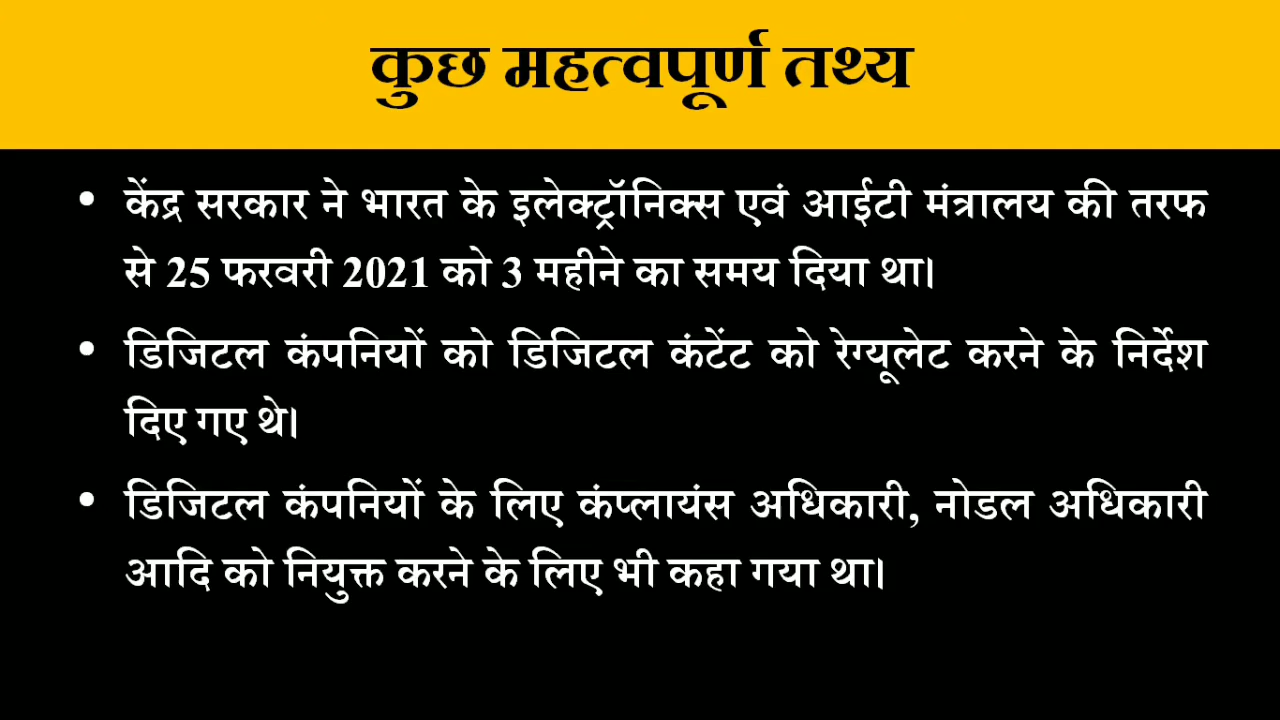 कुछ महत्वपूर्ण तथ्य
• केंद्र सरकार ने भारत के इलेक्ट्रॉनिक्स एवं आईटी मंत्रालय की तरफ
से 25 फरवरी 2021 को 3 महीने का समय दिया था।
• डिजिटल कंपनियों को डिजिटल कंटेंट को रेग्यूलेट करने के निर्देश
दिए गए थे।
• डिजिटल कंपनियों के लिए कंप्लायंस अधिकारी, नोडल अधिकारी
आदि को नियुक्त करने के लिए भी कहा गया था।